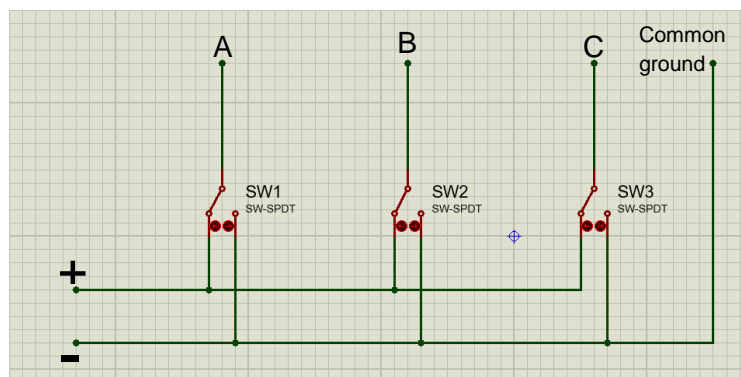 A
B
C
Common
ground
SW1
SW-SPDT
SW2
SW-SPDT
SW3
SW-SPDT
+
-